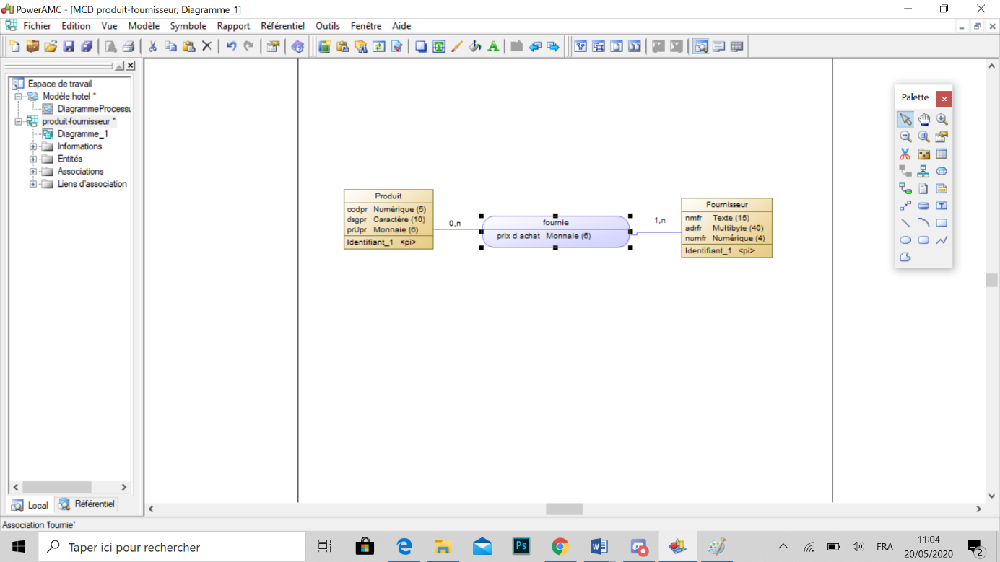 PowerAMC - [MCD produit-fournisseur, Diagramme_1]
Fichier Edition Vue Modèle Symbole Rapport Référentiel Outils Fenêtre Aide
Espace de travail
Modèle hotel *
DiagrammeProcessu
produit-fournisseur *
Diagramme_1
Informations
Entités
Associations
Liens d'association
Local Référentiel
Produit
codpr Numérique (5)
dsgpr Caractère (10)
prUpr Monnaie (6)
Identifiant_1 <pi>
0,n
fournie
prix d achat Monnaie (6)
1,n
Fournisseur
nmfr Texte (15)
adrfr Multibyte (40)
numfr Numérique (4)
Identifiant_1 <pi>
Palette
Association 'fournie'
Taper ici pour rechercher
Ps
FRA
11:04
20/05/2020
2